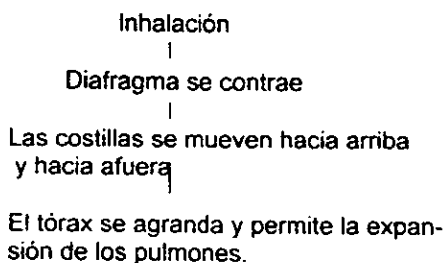 Inhalación
Diafragma se contrae
Las costillas se mueven hacia arriba
y hacia afuera
El tórax se agranda y permite la expan-
sión de los pulmones.